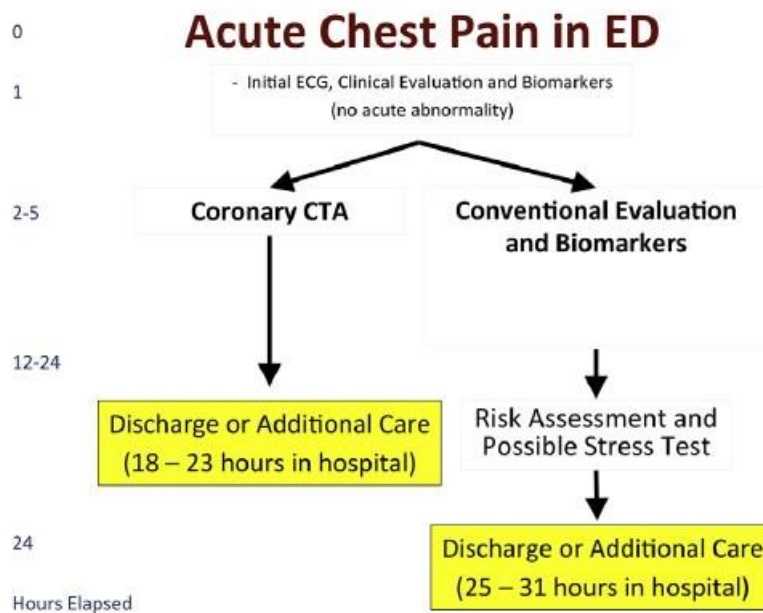 0
Acute Chest Pain in ED
1
- Initial ECG, Clinical Evaluation and Biomarkers
(no acute abnormality)
2-5
Coronary CTA
Conventional Evaluation
and Biomarkers
12-24
Discharge or Additional Care
(18 – 23 hours in hospital)
Risk Assessment and
Possible Stress Test
24
Discharge or Additional Care
(25 – 31 hours in hospital)
Hours Elapsed